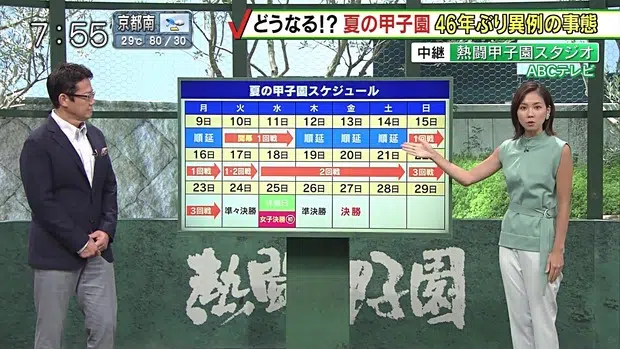 7:55
京都南
29℃ 80/30
どうなる!? 夏の甲子園 46年ぶり異例の事態
中継 熱闘甲子園スタジオ
ABCテレビ
夏の甲子園スケジュール
月 火 水 木 金 土 日
9日 10日 11日 12日 13日 14日 15日
順延 開幕 1回戦 順延 順延 順延 1回戦
16日 17日 18日 19日 20日 21日
1回戦 1・2回戦 2回戦 3回戦
23日 24日 25日 26日 27日 28日 29日
3回戦 準々決勝 女子決勝 準決勝 決勝
熱闘 子園